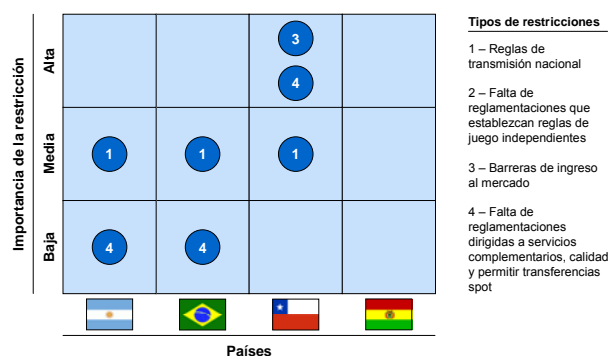 Importancia de la restricción
Alta
Media
Baja
3
4
1
1
1
4
4
Países
Tipos de restricciones
1 – Reglas de
transmisión nacional
2 – Falta de
reglamentaciones que
establezcan reglas de
juego independientes
3 – Barreras de ingreso
al mercado
4 – Falta de
reglamentaciones
dirigidas a servicios
complementarios, calidad
y permitir transferencias
spot